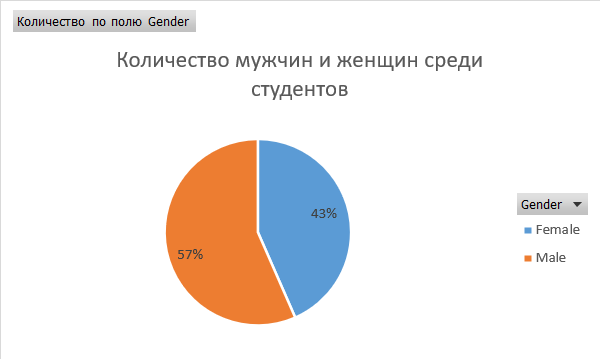 Количество по полю Gender
Количество мужчин и женщин среди
студентов
43%
57%
Gender
Female
Male